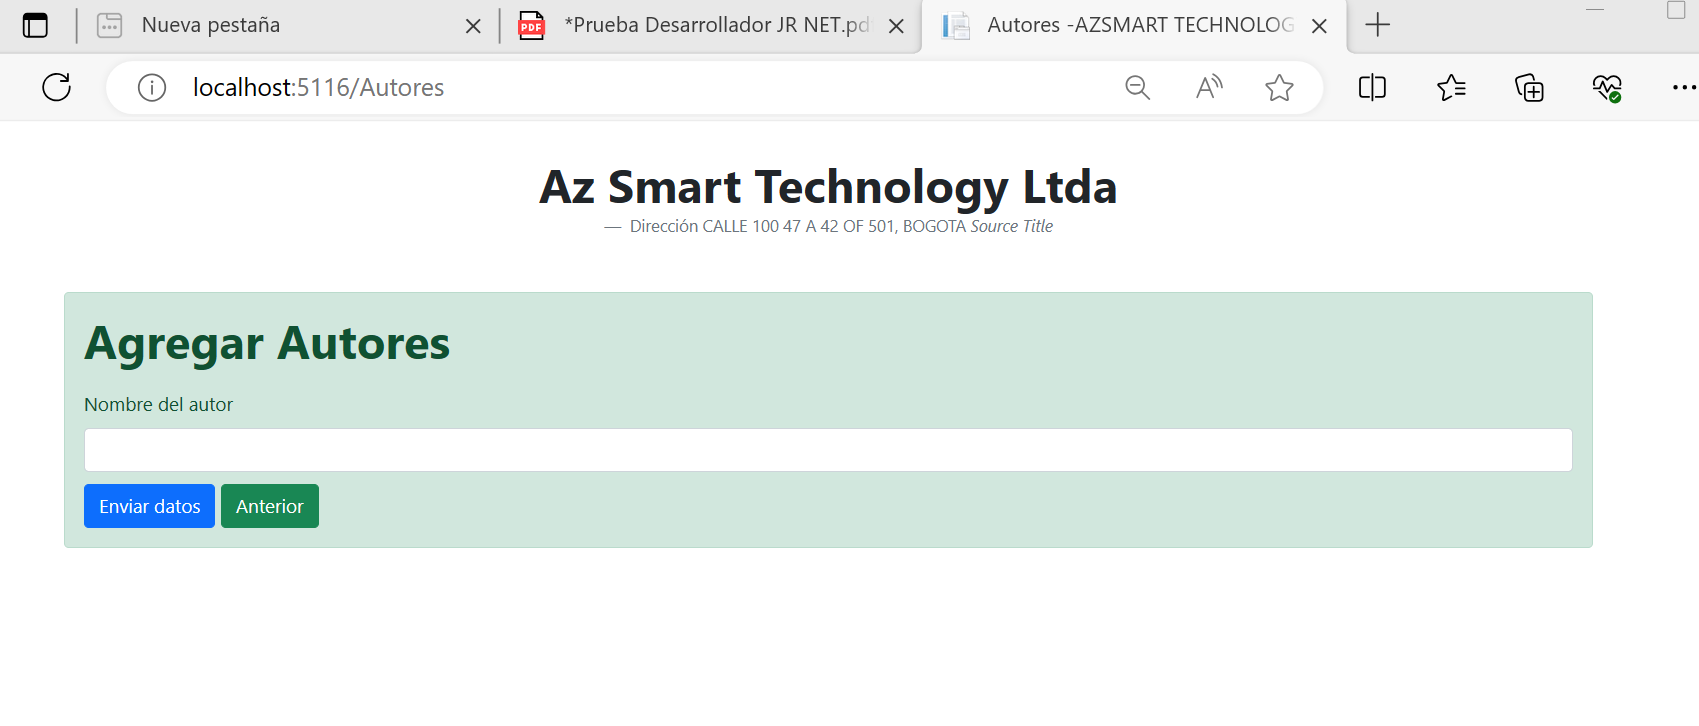 Nueva pestaña
PDF
*Prueba Desarrollador JR NET.pd
Autores -AZSMART TECHNOLOG
localhost:5116/Autores
Az Smart Technology Ltda
— Dirección CALLE 100 47 A 42 OF 501, BOGOTA Source Title
Agregar Autores
Nombre del autor
Enviar datos
Anterior